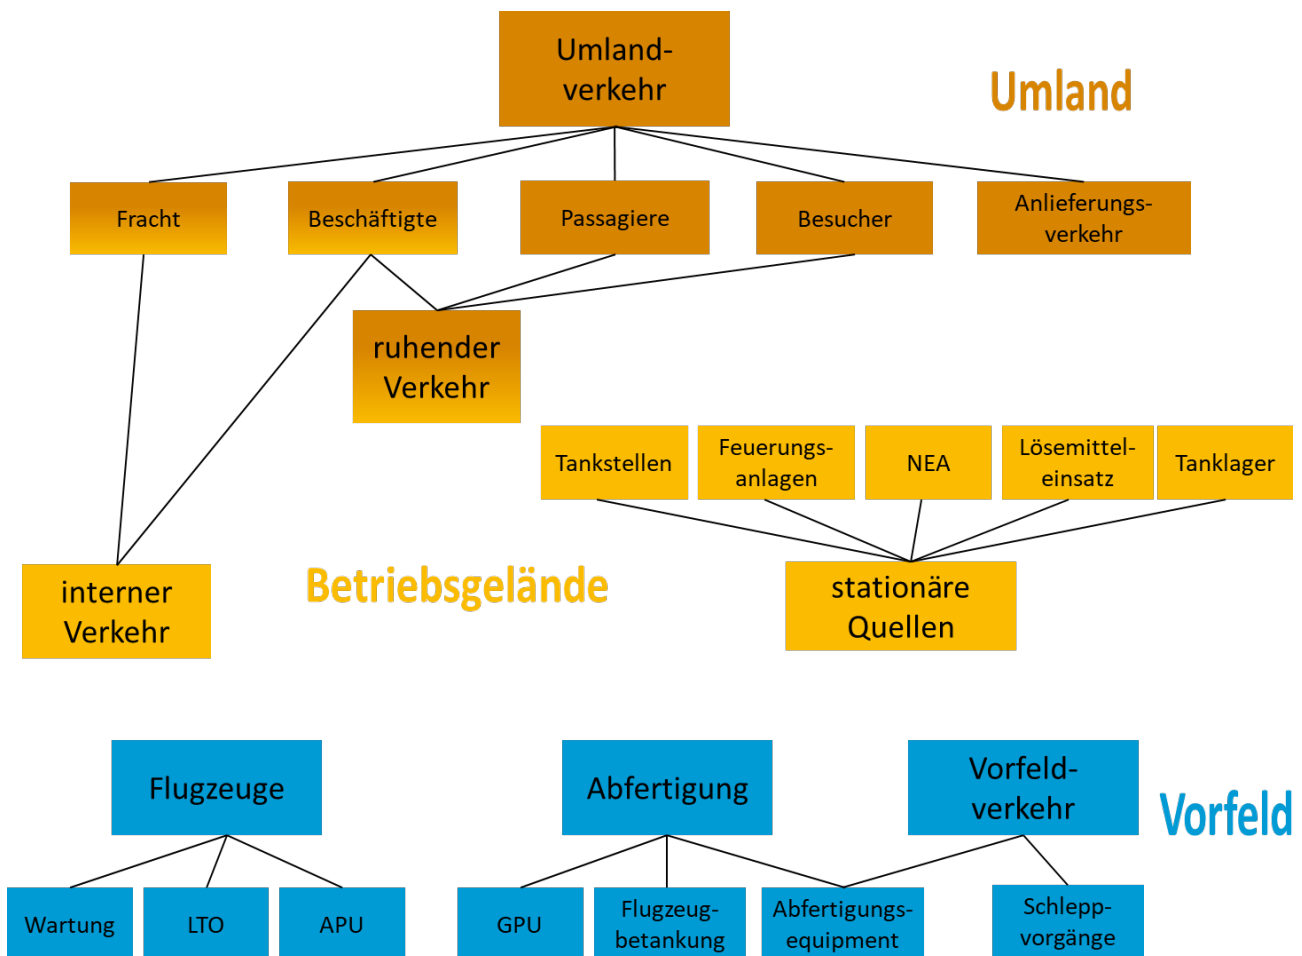 Umland-
verkehr
Umland
Fracht
Beschäftigte
Passagiere
Besucher
Anlieferungs-
verkehr
ruhender
Verkehr
Tankstellen
Feuerungs-
anlagen
NEA
Lösemittel-
einsatz
Tanklager
interner
Verkehr
Betriebsgelände
stationäre
Quellen
Flugzeuge
Abfertigung
Vorfeld-
verkehr
Vorfeld
Wartung
LTO
APU
GPU
Flugzeug-
betankung
Abfertigungs-
equipment
Schlepp-
vorgänge